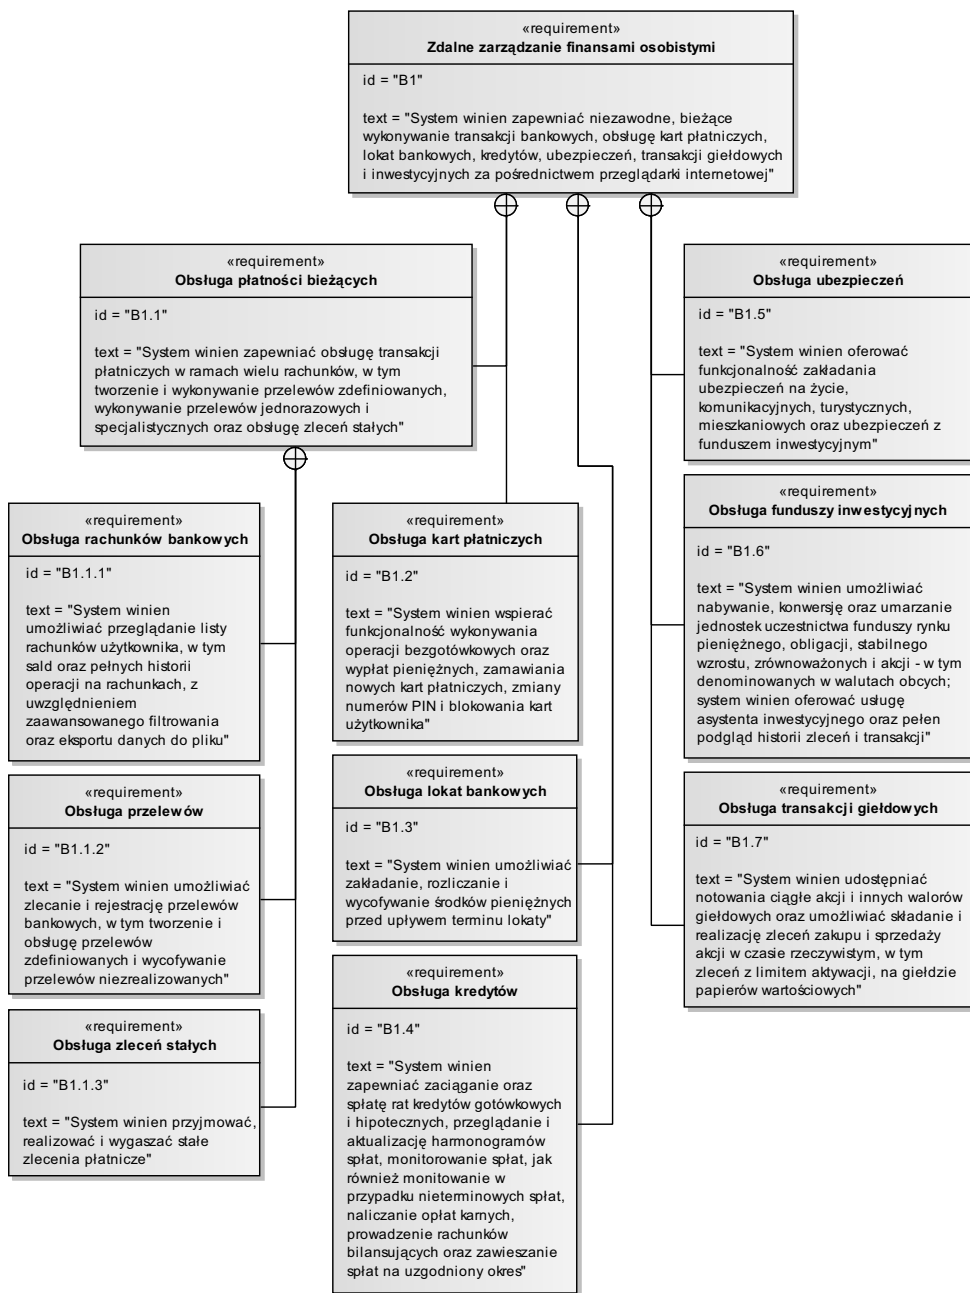 «requirement»
Zdalne zarządzanie finansami osobistymi
id = "B1"
text = "System winien zapewniać niezawodne, bieżące
wykonywanie transakcji bankowych, obsługę kart płatniczych,
lokat bankowych, kredytów, ubezpieczeń, transakcji giełdowych
i inwestycyjnych za pośrednictwem przeglądarki internetowej"
«requirement»
Obsługa płatności bieżących
id = "B1.1"
text = "System winien zapewniać obsługę transakcji
płatniczych w ramach wielu rachunków, w tym
tworzenie i wykonywanie przelewów zdefiniowanych,
wykonywanie przelewów jednorazowych i
specjalistycznych oraz obsługę zleceń stałych"
«requirement»
Obsługa rachunków bankowych
id = "B1.1.1"
text = "System winien
umożliwiać przeglądanie listy
rachunków użytkownika, w tym
sald oraz pełnych historii
operacji na rachunkach, z
uwzględnieniem
zaawansowanego filtrowania
oraz eksportu danych do pliku"
«requirement»
Obsługa przelewów
id = "B1.1.2"
text = "System winien umożliwiać
zlecanie i rejestrację przelewów
bankowych, w tym tworzenie i
obsługę przelewów
zdefiniowanych i wycofywanie
przelewów niezrealizowanych"
«requirement»
Obsługa zleceń stałych
id = "B1.1.3"
text = "System winien przyjmować,
realizować i wygaszać stałe
zlecenia płatnicze"
«requirement»
Obsługa kart płatniczych
id = "B1.2"
text = "System winien wspierać
funkcjonalność wykonywania
operacji bezgotówkowych oraz
wypłat pieniężnych, zamawiania
nowych kart płatniczych, zmiany
numerów PIN i blokowania kart
użytkownika"
«requirement»
Obsługa lokat bankowych
id = "B1.3"
text = "System winien umożliwiać
zakładanie, rozliczanie i
wycofywanie środków pieniężnych
przed upływem terminu lokaty"
«requirement»
Obsługa kredytów
id = "B1.4"
text = "System winien
zapewniać zaciąganie oraz
spłatę rat kredytów gotówkowych
i hipotecznych, przeglądanie i
aktualizację harmonogramów
spłat, monitorowanie spłat, jak
również monitowanie w
przypadku nieterminowych spłat,
naliczanie opłat karnych,
prowadzenie rachunków
bilansujących oraz zawieszanie
spłat na uzgodniony okres"
«requirement»
Obsługa ubezpieczeń
id = "B1.5"
text = "System winien oferować
funkcjonalność zakładania
ubezpieczeń na życie,
komunikacyjnych, turystycznych,
mieszkaniowych oraz ubezpieczeń z
funduszem inwestycyjnym"
«requirement»
Obsługa funduszy inwestycyjnych
id = "B1.6"
text = "System winien umożliwiać
nabywanie, konwersję oraz umarzanie
jednostek uczestnictwa funduszy rynku
pieniężnego, obligacji, stabilnego
wzrostu, zrównoważonych i akcji - w tym
denominowanych w walutach obcych;
system winien oferować usługę
asystenta inwestycyjnego oraz pełen
podgląd historii zleceń i transakcji"
«requirement»
Obsługa transakcji giełdowych
id = "B1.7"
text = "System winien udostępniać
notowania ciągłe akcji i innych walorów
giełdowych oraz umożliwiać składanie i
realizację zleceń zakupu i sprzedaży
akcji w czasie rzeczywistym, w tym
zleceń z limitem aktywacji, na giełdzie
papierów wartościowych"